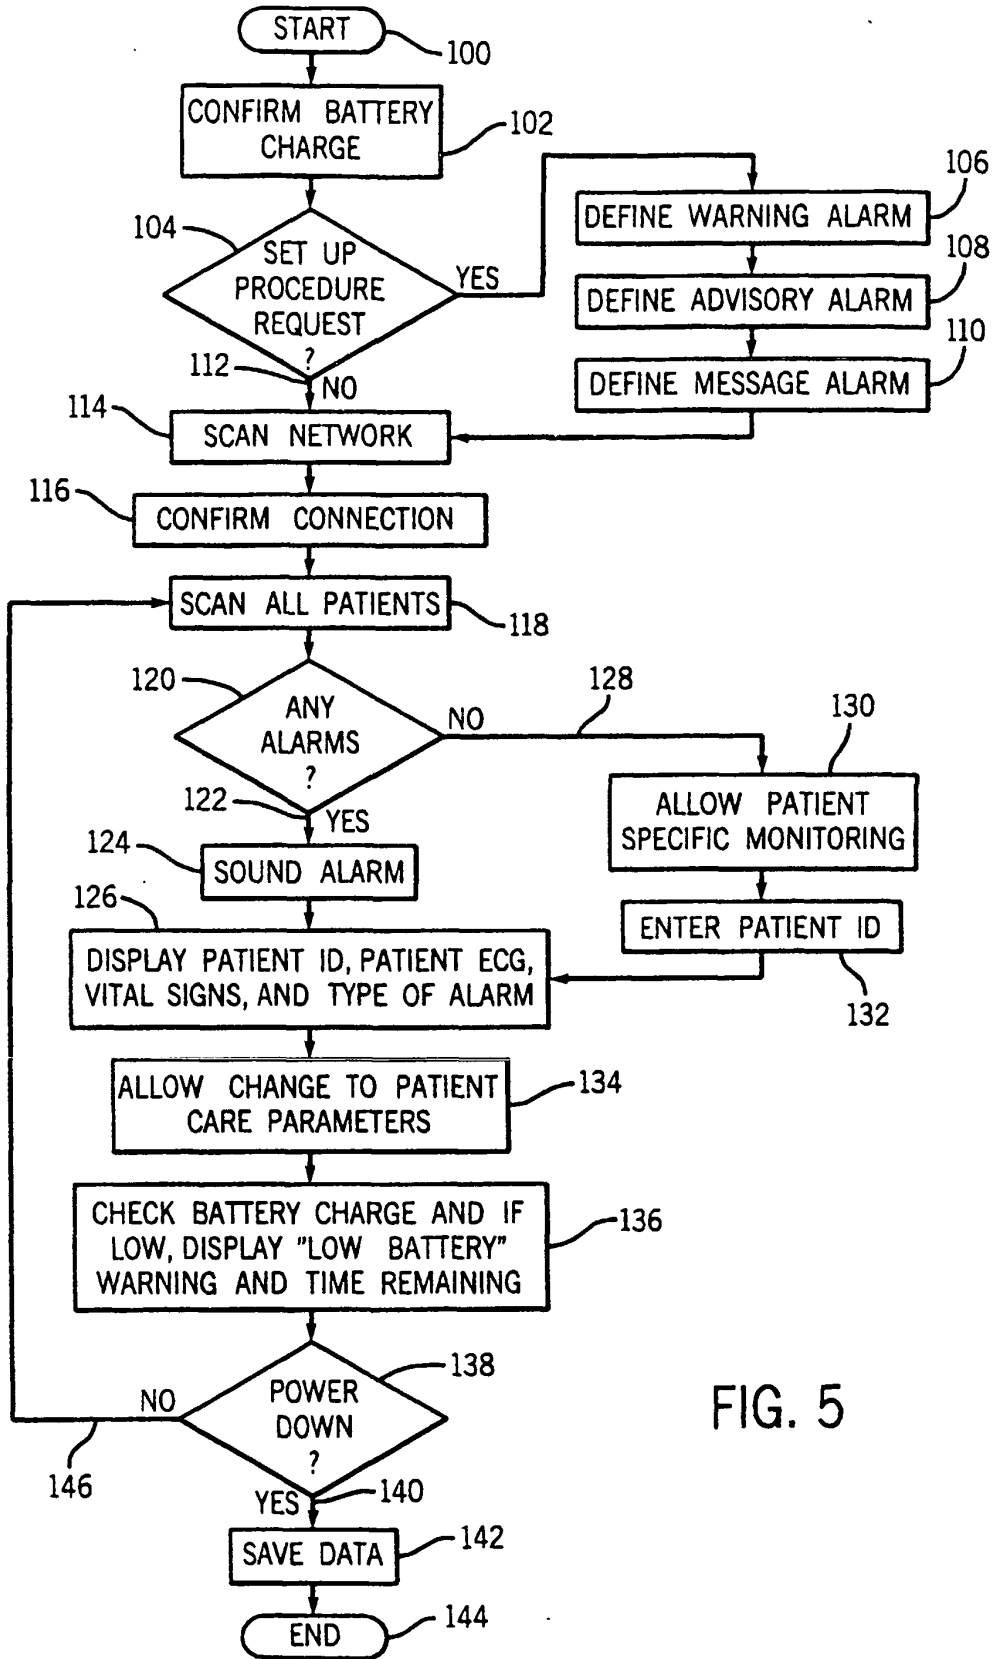 START
100
CONFIRM BATTERY
CHARGE
102
104
SET UP
PROCEDURE
REQUEST
?
YES
106
DEFINE WARNING ALARM
108
DEFINE ADVISORY ALARM
110
DEFINE MESSAGE ALARM
112
NO
114
SCAN NETWORK
116
CONFIRM CONNECTION
SCAN ALL PATIENTS
118
120
ANY
ALARMS
?
NO
128
130
ALLOW PATIENT
SPECIFIC MONITORING
122
YES
124
SOUND ALARM
ENTER PATIENT ID
132
126
DISPLAY PATIENT ID, PATIENT ECG,
VITAL SIGNS, AND TYPE OF ALARM
ALLOW CHANGE TO PATIENT
CARE PARAMETERS
134
CHECK BATTERY CHARGE AND IF
LOW, DISPLAY "LOW BATTERY"
WARNING AND TIME REMAINING
136
138
POWER
DOWN
?
NO
146
YES
140
SAVE DATA
142
END
144
FIG. 5